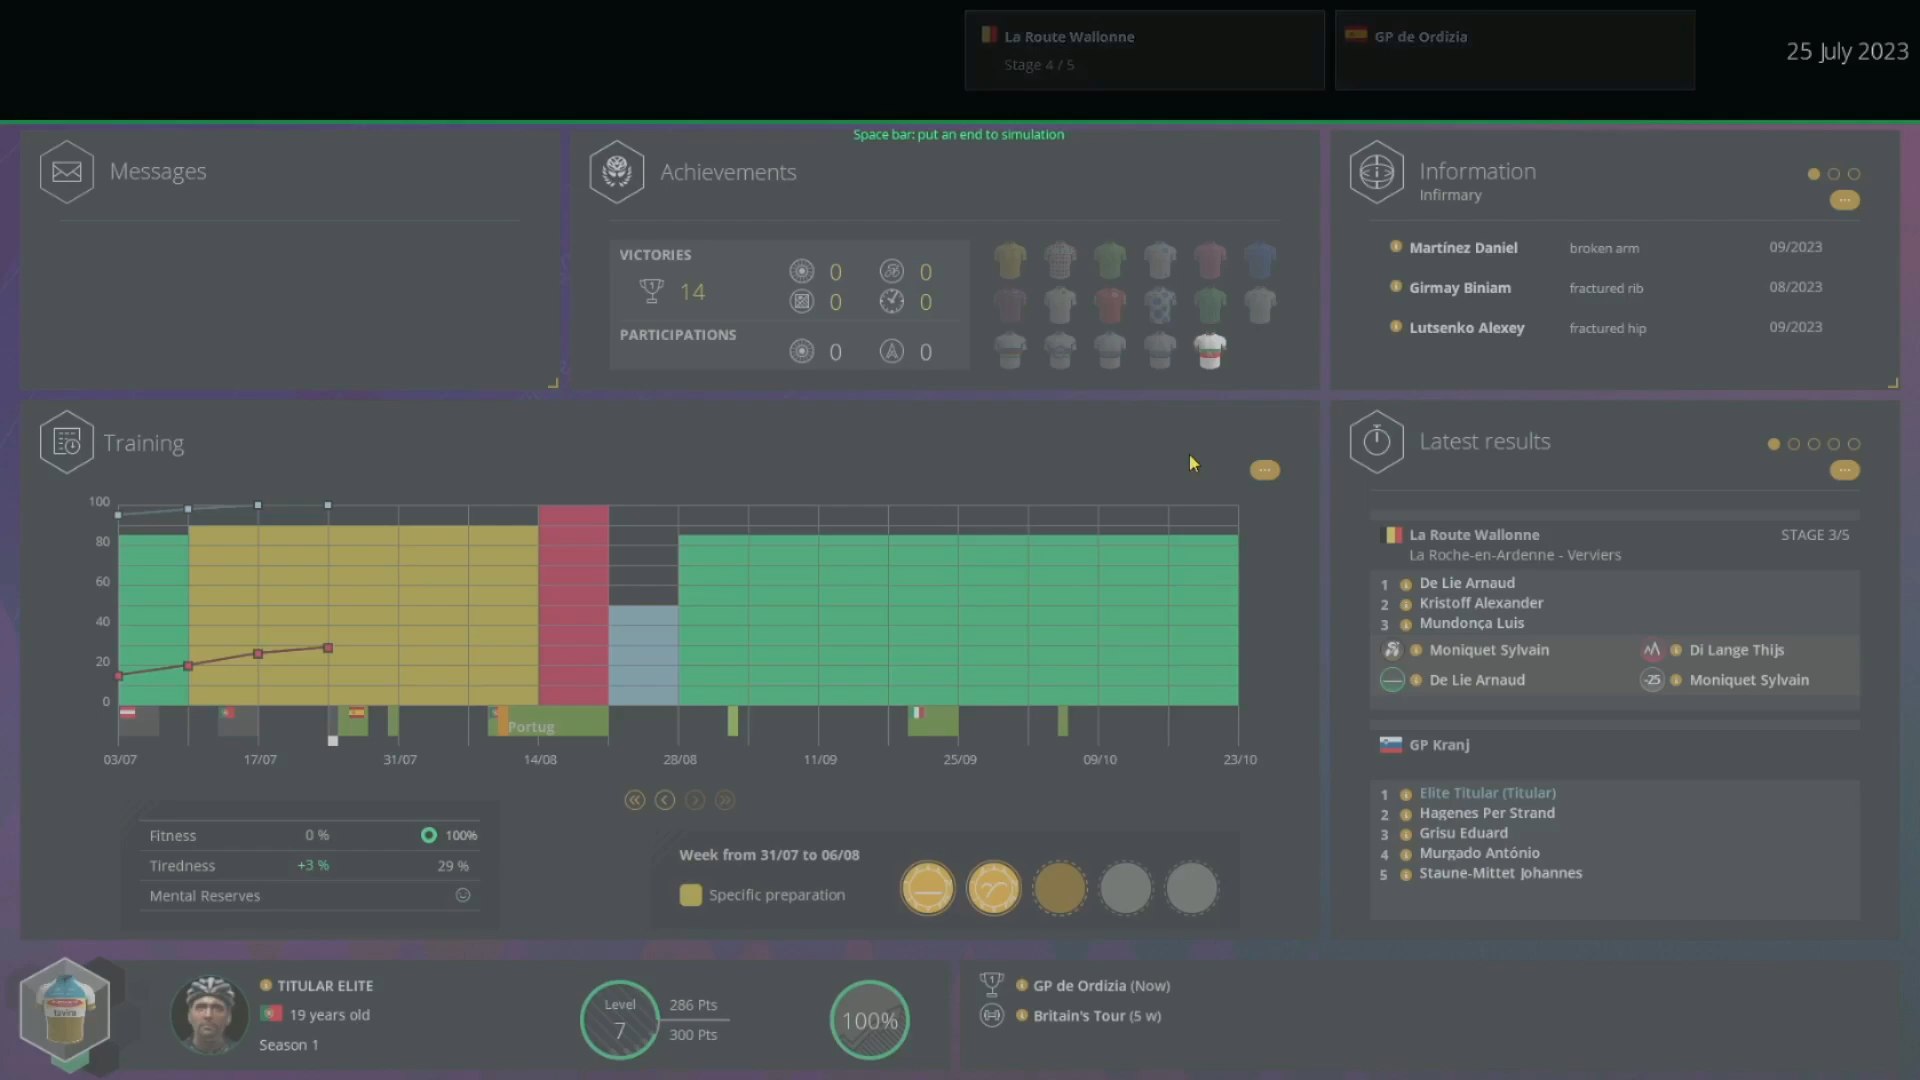 La Route Wallonne
Stage 4 / 5
GP de Ordizia
25 July 2023
Space bar: put an end to simulation
Messages
Achievements
VICTORIES
14
0
0
0
0
PARTICIPATIONS
0
0
Information
Infirmary
Martínez Daniel broken arm 09/2023
Girmay Biniam fractured rib 08/2023
Lutsenko Alexey fractured hip 09/2023
Training
100
80
60
40
20
0
Portug
03/07 17/07 31/07 14/08 28/08 11/09 25/09 09/10 23/10
Fitness 0 % 100%
Tiredness +3 % 29 %
Mental Reserves
Week from 31/07 to 06/08
Specific preparation
Latest results
La Route Wallonne STAGE 3/5
La Roche-en-Ardenne - Verviers
1 De Lie Arnaud
2 Kristoff Alexander
3 Mundonça Luis
Moniquet Sylvain Di Lange Thijs
De Lie Arnaud -25 Moniquet Sylvain
GP Kranj
1 Elite Titular (Titular)
2 Hagenes Per Strand
3 Grisu Eduard
4 Murgado António
5 Staune-Mittet Johannes
tavira
TITULAR ELITE
19 years old
Season 1
Level
7
286 Pts
300 Pts
100%
GP de Ordizia (Now)
Britain's Tour (5 w)